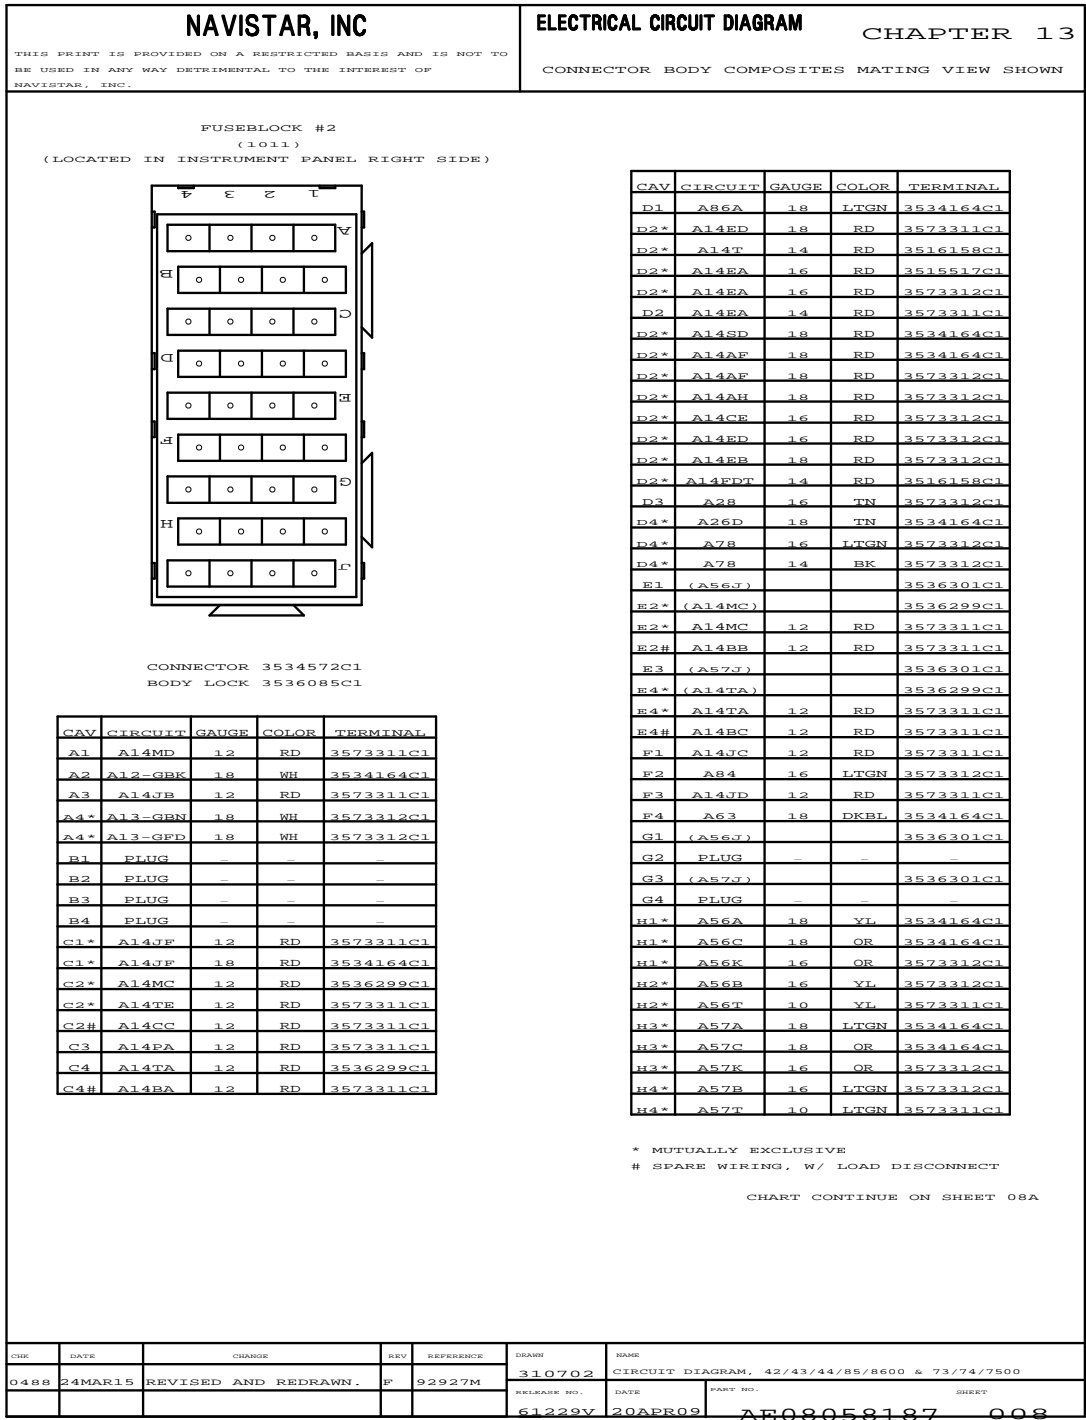 NAVISTAR, INC
THIS PRINT IS PROVIDED ON A RESTRICTED BASIS AND IS NOT TO
BE USED IN ANY WAY DETRIMENTAL TO THE INTEREST OF
NAVISTAR, INC.
ELECTRICAL CIRCUIT DIAGRAM
CHAPTER 13
CONNECTOR BODY COMPOSITES MATING VIEW SHOWN
FUSEBLOCK #2
(1011)
(LOCATED IN INSTRUMENT PANEL RIGHT SIDE)
4 3 2 1
A
B
C
D
E
F
G
H
J
CONNECTOR 3534572C1
BODY LOCK 3536085C1
CAV CIRCUIT GAUGE COLOR TERMINAL
A1 A14MD 12 RD 3573311C1
A2 A12-GBK 18 WH 3534164C1
A3 A14JB 12 RD 3573311C1
A4* A13-GBN 18 WH 3573312C1
A4* A13-GFD 18 WH 3573312C1
B1 PLUG – – –
B2 PLUG – – –
B3 PLUG – – –
B4 PLUG – – –
C1* A14JF 12 RD 3573311C1
C1* A14JF 18 RD 3534164C1
C2* A14MC 12 RD 3536299C1
C2* A14TE 12 RD 3573311C1
C2# A14CC 12 RD 3573311C1
C3 A14PA 12 RD 3573311C1
C4 A14TA 12 RD 3536299C1
C4# A14BA 12 RD 3573311C1
CAV CIRCUIT GAUGE COLOR TERMINAL
D1 A86A 18 LTGN 3534164C1
D2* A14ED 18 RD 3573311C1
D2* A14T 14 RD 3516158C1
D2* A14EA 16 RD 3515517C1
D2* A14EA 16 RD 3573312C1
D2 A14EA 14 RD 3573311C1
D2* A14SD 18 RD 3534164C1
D2* A14AF 18 RD 3534164C1
D2* A14AF 18 RD 3573312C1
D2* A14AH 18 RD 3573312C1
D2* A14CE 16 RD 3573312C1
D2* A14ED 16 RD 3573312C1
D2* A14EB 18 RD 3573312C1
D2* A14FDT 14 RD 3516158C1
D3 A28 16 TN 3573312C1
D4* A26D 18 TN 3534164C1
D4* A78 16 LTGN 3573312C1
D4* A78 14 BK 3573312C1
E1 (A56J) 3536301C1
E2* (A14MC) 3536299C1
E2* A14MC 12 RD 3573311C1
E2# A14BB 12 RD 3573311C1
E3 (A57J) 3536301C1
E4* (A14TA) 3536299C1
E4* A14TA 12 RD 3573311C1
E4# A14BC 12 RD 3573311C1
F1 A14JC 12 RD 3573311C1
F2 A84 16 LTGN 3573312C1
F3 A14JD 12 RD 3573311C1
F4 A63 18 DKBL 3534164C1
G1 (A56J) 3536301C1
G2 PLUG – – –
G3 (A57J) 3536301C1
G4 PLUG – – –
H1* A56A 18 YL 3534164C1
H1* A56C 18 OR 3534164C1
H1* A56K 16 OR 3573312C1
H2* A56B 16 YL 3573312C1
H2* A56T 10 YL 3573311C1
H3* A57A 18 LTGN 3534164C1
H3* A57C 18 OR 3534164C1
H3* A57K 16 OR 3573312C1
H4* A57B 16 LTGN 3573312C1
H4* A57T 10 LTGN 3573311C1
* MUTUALLY EXCLUSIVE
# SPARE WIRING, W/ LOAD DISCONNECT
CHART CONTINUE ON SHEET 08A
CHK DATE CHANGE REV REFERENCE
0488 24MAR15 REVISED AND REDRAWN. F 92927M
DRAWN
310702
NAME
CIRCUIT DIAGRAM, 42/43/44/85/8600 & 73/74/7500
RELEASE NO.
61229V
DATE
20APR09
PART NO.
AE08058187
SHEET
008